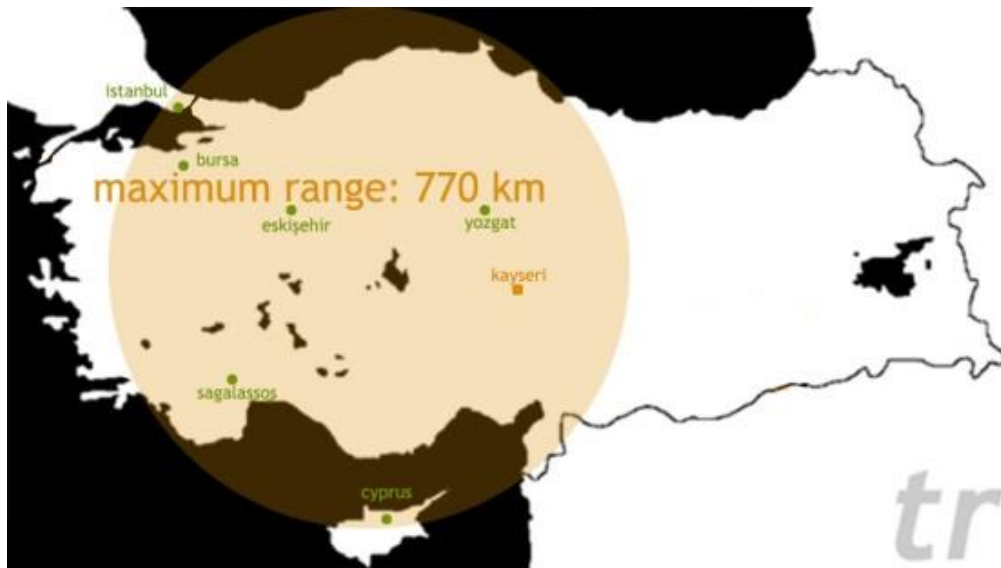 istanbul
bursa
maximum range: 770 km
eskişehir
yozgat
kayseri
sagalassos
cyprus
tr